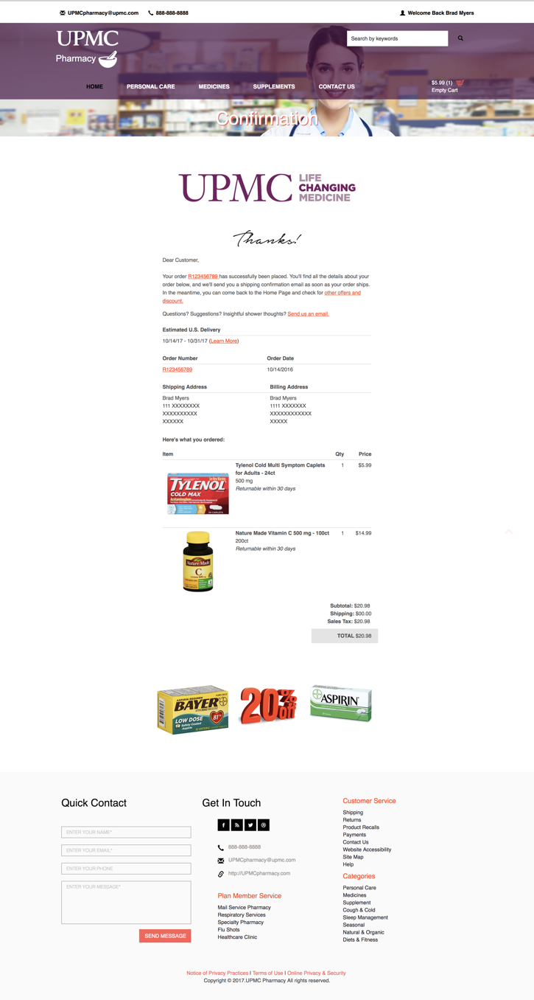 UPMCpharmacy@upmc.com 888-888-8888 Welcome Back Brad Myers
UPMC
Pharmacy
Search by keywords
HOME PERSONAL CARE MEDICINES SUPPLEMENTS CONTACT US
$5.99 (1)
Empty Cart
Confirmation
UPMC LIFE
CHANGING
MEDICINE
Thanks!
Dear Customer,
Your order R123456789 has successfully been placed. You'll find all the details about your
order below, and we'll send you a shipping confirmation email as soon as your order ships.
In the meantime, you can come back to the Home Page and check for other offers and
discount.
Questions? Suggestions? Insightful shower thoughts? Send us an email.
Estimated U.S. Delivery
10/14/17 - 10/31/17 (Learn More)
Order Number Order Date
R123456789 10/14/2016
Shipping Address Billing Address
Brad Myers Brad Myers
111 XXXXXXXX 1111 XXXXXXX
XXXXXXXXXX XXXXXXXXXXXX
XXXXXX XXXXX
Here's what you ordered:
Item Qty Price
Tylenol Cold Multi Symptom Caplets 1 $5.99
for Adults - 24ct
500 mg
Returnable within 30 days
TYLENOL
COLD MAX
Acetaminophen
24 CAPLETS
Nature Made Vitamin C 500 mg - 100ct 1 $14.99
200ct
Returnable within 30 days
NatureMade
C
Subtotal: $20.98
Shipping: $00.00
Sales Tax: $20.98
TOTAL $20.98
ASPIRIN REGIMEN
BAYER
LOW DOSE
81
Safety Coated
Aspirin
20% off
BAYER
ASPIRIN
Quick Contact
ENTER YOUR NAME*
ENTER YOUR EMAIL*
ENTER YOUR PHONE
ENTER YOUR MESSAGE*
SEND MESSAGE
Get In Touch
888-888-8888
UPMCpharmacy@upmc.com
http://UPMCpharmacy.com
Plan Member Service
Mail Service Pharmacy
Respiratory Services
Specialty Pharmacy
Flu Shots
Healthcare Clinic
Customer Service
Shipping
Returns
Product Recalls
Payments
Contact Us
Website Accessibility
Site Map
Help
Categories
Personal Care
Medicines
Supplement
Cough & Cold
Sleep Management
Seasonal
Natural & Organic
Diets & Fitness
Notice of Privacy Practices I Terms of Use I Online Privacy & Security
Copyright © 2017.UPMC Pharmacy All rights reserved.